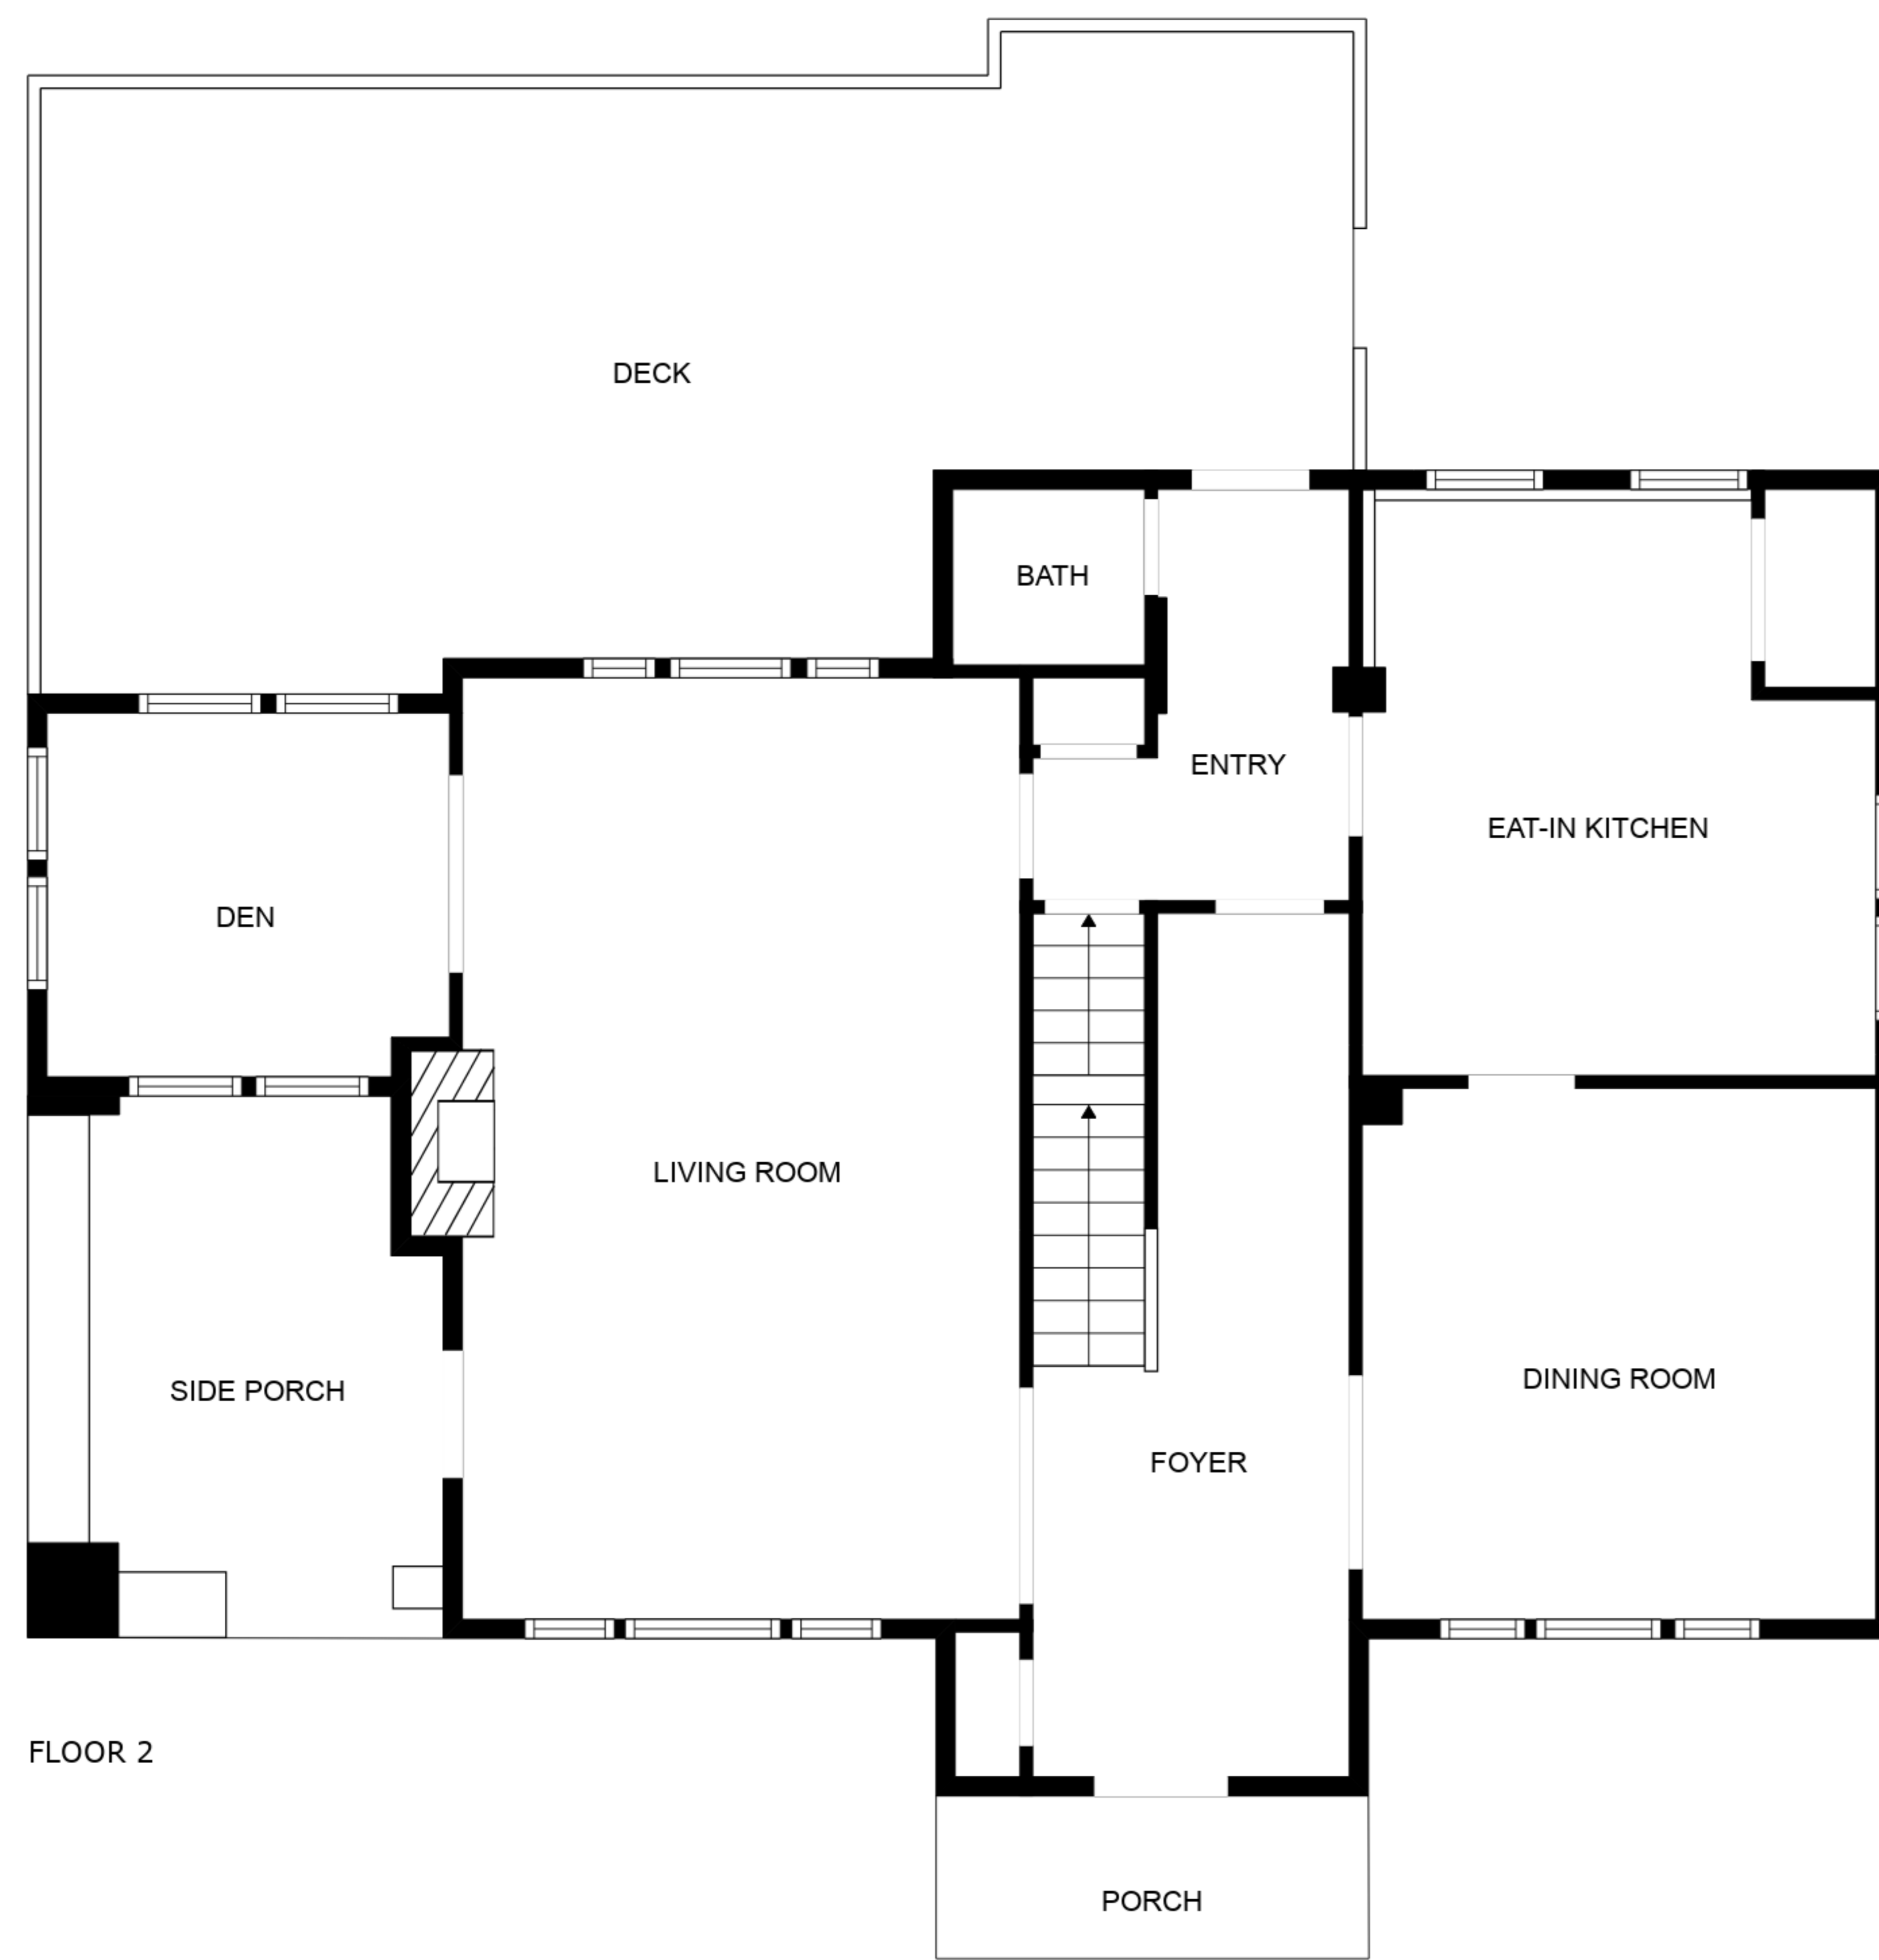 DECK
BATH
ENTRY
EAT-IN KITCHEN
DEN
LIVING ROOM
SIDE PORCH
DINING ROOM
FOYER
FLOOR 2
PORCH